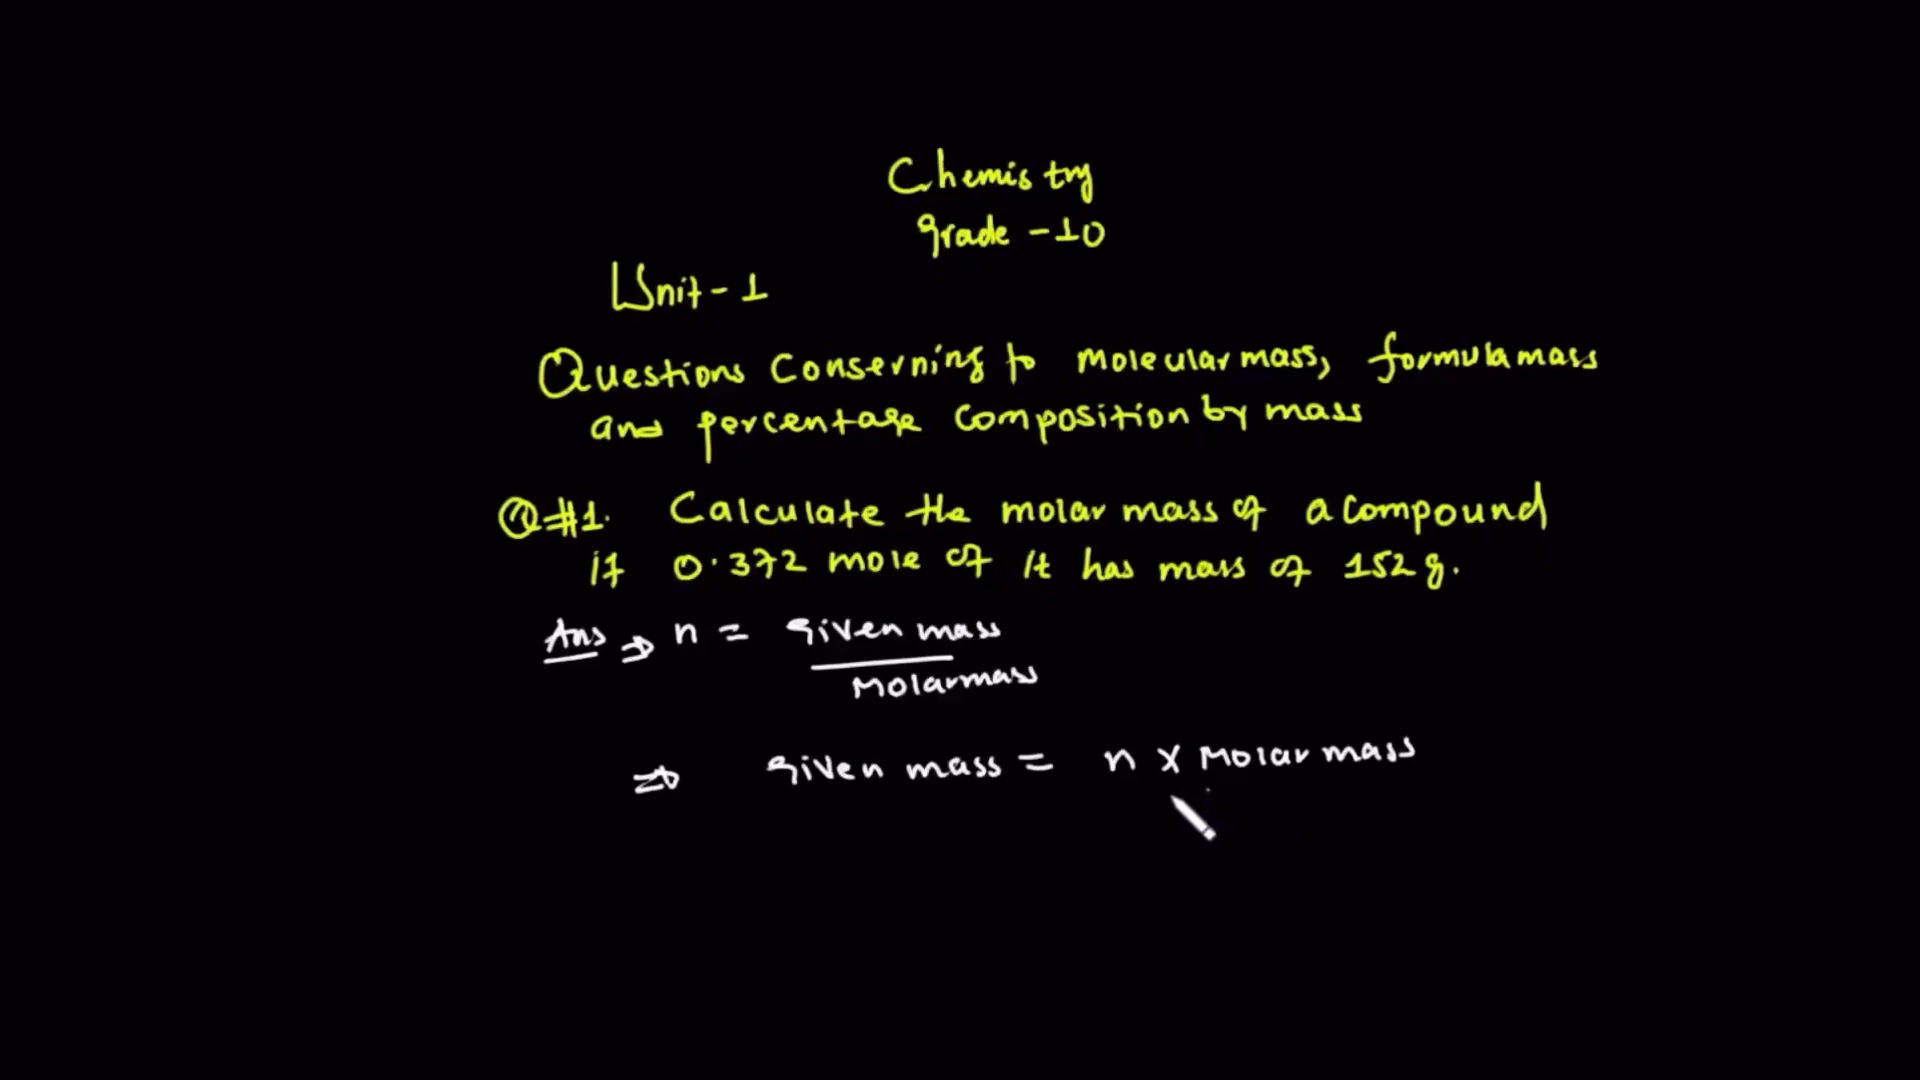 Chemistry
grade -10
Unit-1
Questions Conserning to Molecular mass, formula mass
and percentage Composition by mass
Q#1. Calculate the molar mass of a Compound
if 0.372 mole of it has mass of 152g.
Ans ⇒ n = given mass
Molar mass
⇒ given mass = n × Molar mass